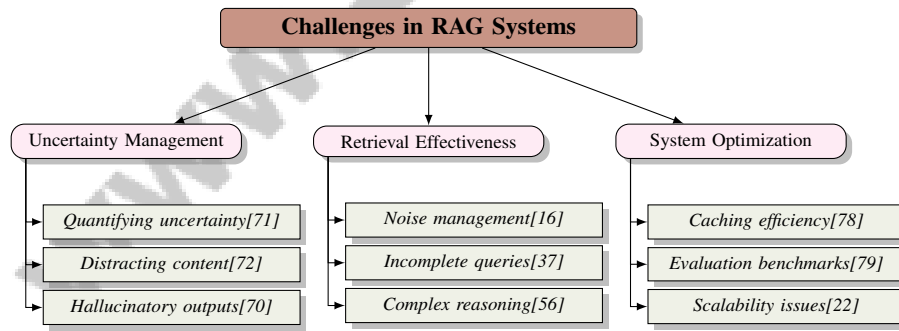 Challenges in RAG Systems
Uncertainty Management
Retrieval Effectiveness
System Optimization
Quantifying uncertainty[71]
Noise management[16]
Caching efficiency[78]
Distracting content[72]
Incomplete queries[37]
Evaluation benchmarks[79]
Hallucinatory outputs[70]
Complex reasoning[56]
Scalability issues[22]
www